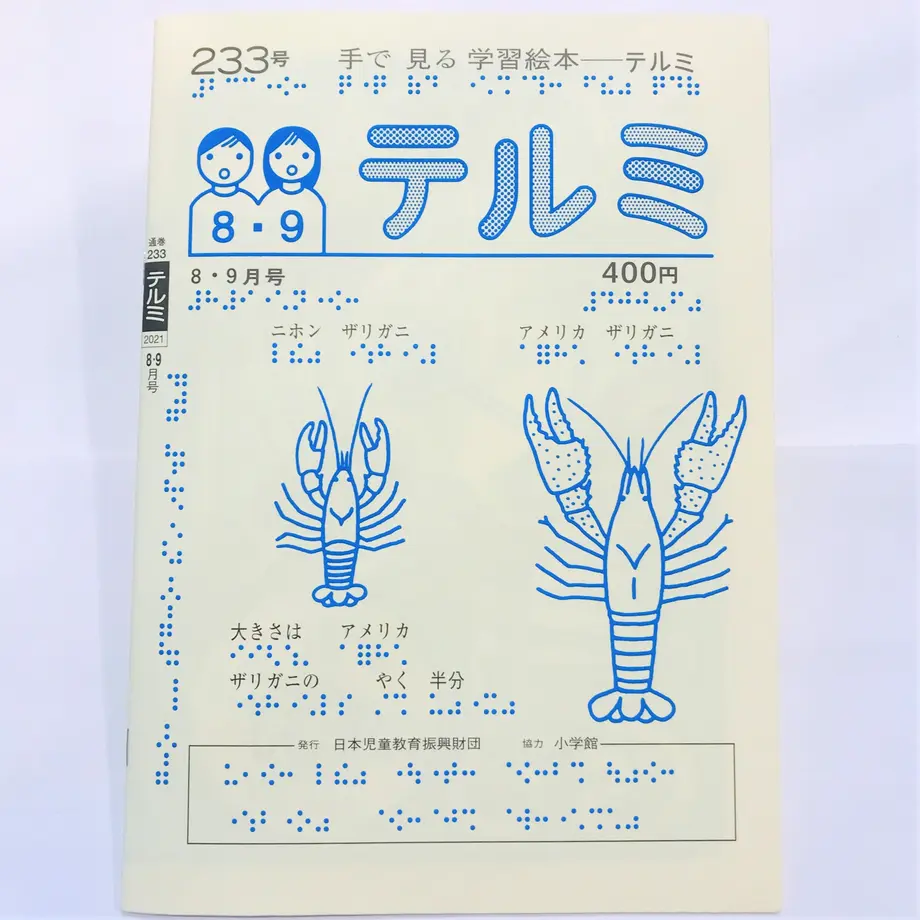 233号 手で 見る 学習絵本──テルミ
8・9 テルミ
8・9月号 400円
通巻 233 テルミ 2021 8·9月号
ニホン ザリガニ
アメリカ ザリガニ
大きさは アメリカ
ザリガニの やく 半分
発行 日本児童教育振興財団 協力 小学館